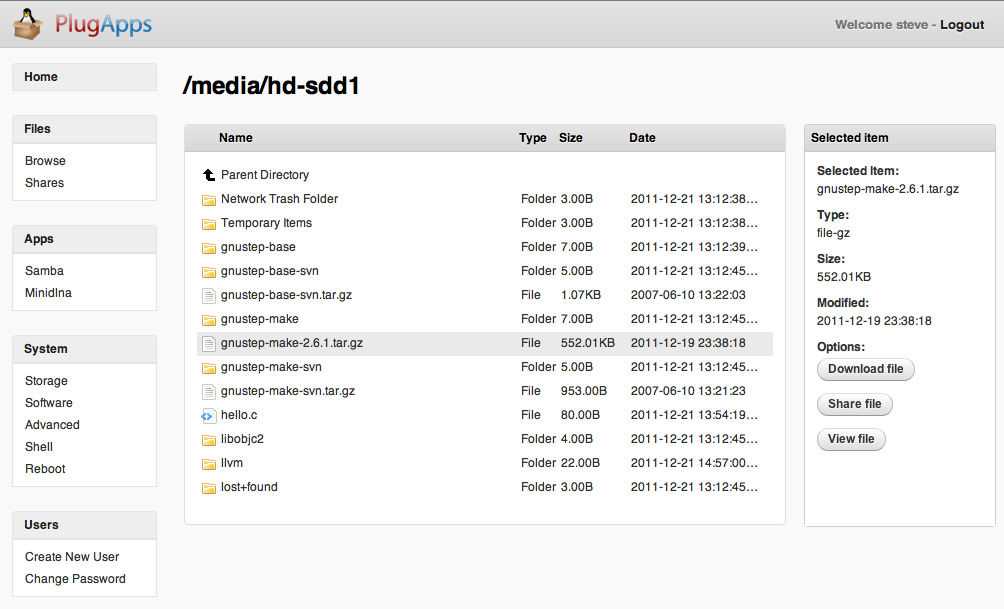 PlugApps
Welcome steve - Logout
Home
Files
Browse
Shares
Apps
Samba
Minidlna
System
Storage
Software
Advanced
Shell
Reboot
Users
Create New User
Change Password
/media/hd-sdd1
Name Type Size Date
Parent Directory
Network Trash Folder Folder 3.00B 2011-12-21 13:12:38...
Temporary Items Folder 3.00B 2011-12-21 13:12:38...
gnustep-base Folder 7.00B 2011-12-21 13:12:39...
gnustep-base-svn Folder 5.00B 2011-12-21 13:12:45...
gnustep-base-svn.tar.gz File 1.07KB 2007-06-10 13:22:03
gnustep-make Folder 7.00B 2011-12-21 13:12:45...
gnustep-make-2.6.1.tar.gz File 552.01KB 2011-12-19 23:38:18
gnustep-make-svn Folder 5.00B 2011-12-21 13:12:45...
gnustep-make-svn.tar.gz File 953.00B 2007-06-10 13:21:23
hello.c File 80.00B 2011-12-21 13:54:19...
libobjc2 Folder 4.00B 2011-12-21 13:12:45...
llvm Folder 22.00B 2011-12-21 14:57:00...
lost+found Folder 3.00B 2011-12-21 13:12:45...
Selected item
Selected Item:
gnustep-make-2.6.1.tar.gz
Type:
file-gz
Size:
552.01KB
Modified:
2011-12-19 23:38:18
Options:
Download file
Share file
View file